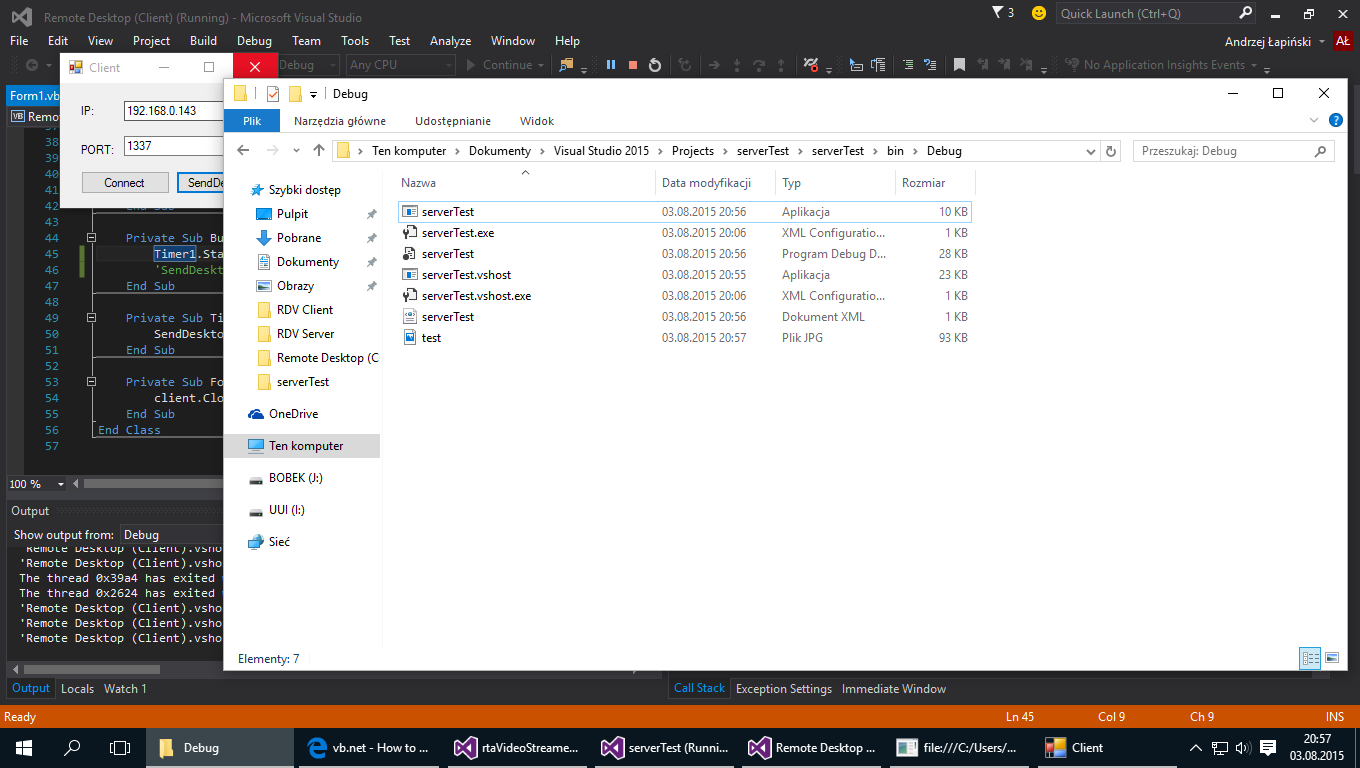 Remote Desktop (Client) (Running) - Microsoft Visual Studio
3
Quick Launch (Ctrl+Q)
File Edit View Project Build Debug Team Tools Test Analyze Window Help
Andrzej Łapiński AŁ
Debug Any CPU Continue No Application Insights Events
Client
IP: 192.168.0.143
PORT: 1337
Connect SendDe
Form1.vb
VB Remo
38
39
40
41
42 End Sub
43
44 Private Sub Bu
45 Timer1.Sta
46 'SendDeskt
47 End Sub
48
49 Private Sub Ti
50 SendDeskto
51 End Sub
52
53 Private Sub Fo
54 client.Clo
55 End Sub
56 End Class
57
100 %
Output
Show output from: Debug
'Remote Desktop (Client).vsho
'Remote Desktop (Client).vsho
The thread 0x39a4 has exited
The thread 0x2624 has exited
'Remote Desktop (Client).vsho
'Remote Desktop (Client).vsho
'Remote Desktop (Client).vsho
Output Locals Watch 1
Call Stack Exception Settings Immediate Window
Debug
Plik Narzędzia główne Udostępnianie Widok
Ten komputer Dokumenty Visual Studio 2015 Projects serverTest serverTest bin Debug
Przeszukaj: Debug
Szybki dostęp
Pulpit
Pobrane
Dokumenty
Obrazy
RDV Client
RDV Server
Remote Desktop (C
serverTest
OneDrive
Ten komputer
BOBEK (J:)
UUI (I:)
Sieć
Nazwa Data modyfikacji Typ Rozmiar
serverTest 03.08.2015 20:56 Aplikacja 10 KB
serverTest.exe 03.08.2015 20:06 XML Configuratio... 1 KB
serverTest 03.08.2015 20:56 Program Debug D... 28 KB
serverTest.vshost 03.08.2015 20:55 Aplikacja 23 KB
serverTest.vshost.exe 03.08.2015 20:06 XML Configuratio... 1 KB
serverTest 03.08.2015 20:56 Dokument XML 1 KB
test 03.08.2015 20:57 Plik JPG 93 KB
Elementy: 7
Ready Ln 45 Col 9 Ch 9 INS
Debug
vb.net - How to ...
rtaVideoStreame...
serverTest (Runni...
Remote Desktop ...
file:///C:/Users/...
Client
20:57
03.08.2015